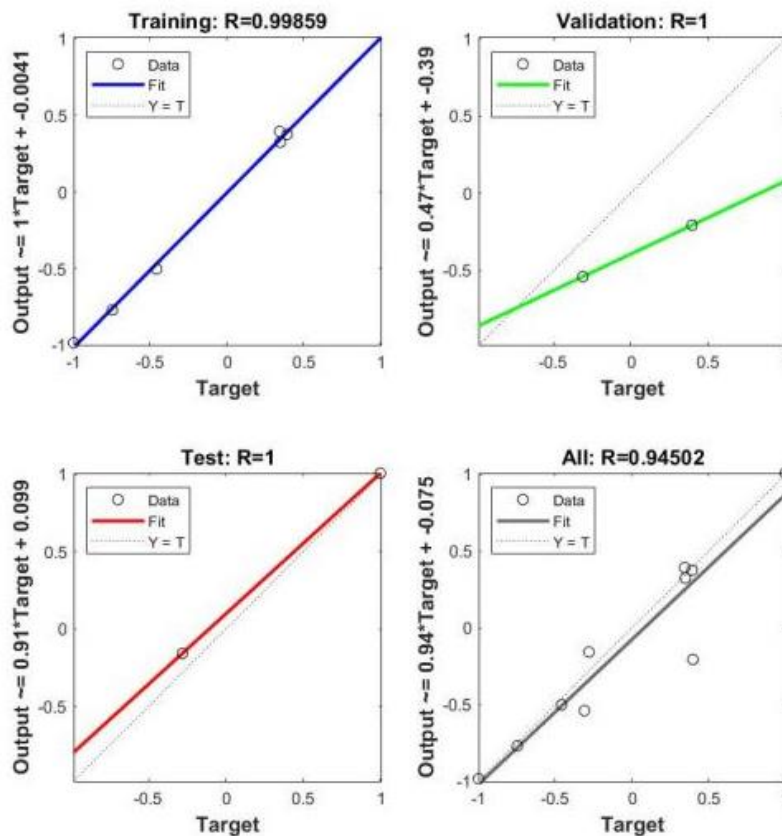 Training: R=0.99859
Output ~= 1*Target + -0.0041
1
0.5
0
-0.5
-1
Data
Fit
Y = T
-1
-0.5
0
0.5
1
Target
Validation: R=1
Output ~= 0.47*Target + -0.39
1
0.5
0
-0.5
Data
Fit
Y = T
-0.5
0
0.5
1
Target
Test: R=1
Output ~= 0.91*Target + 0.099
1
0.5
0
-0.5
Data
Fit
Y = T
-0.5
0
0.5
1
Target
All: R=0.94502
Output ~= 0.94*Target + -0.075
1
0.5
0
-0.5
-1
Data
Fit
Y = T
-1
-0.5
0
0.5
1
Target